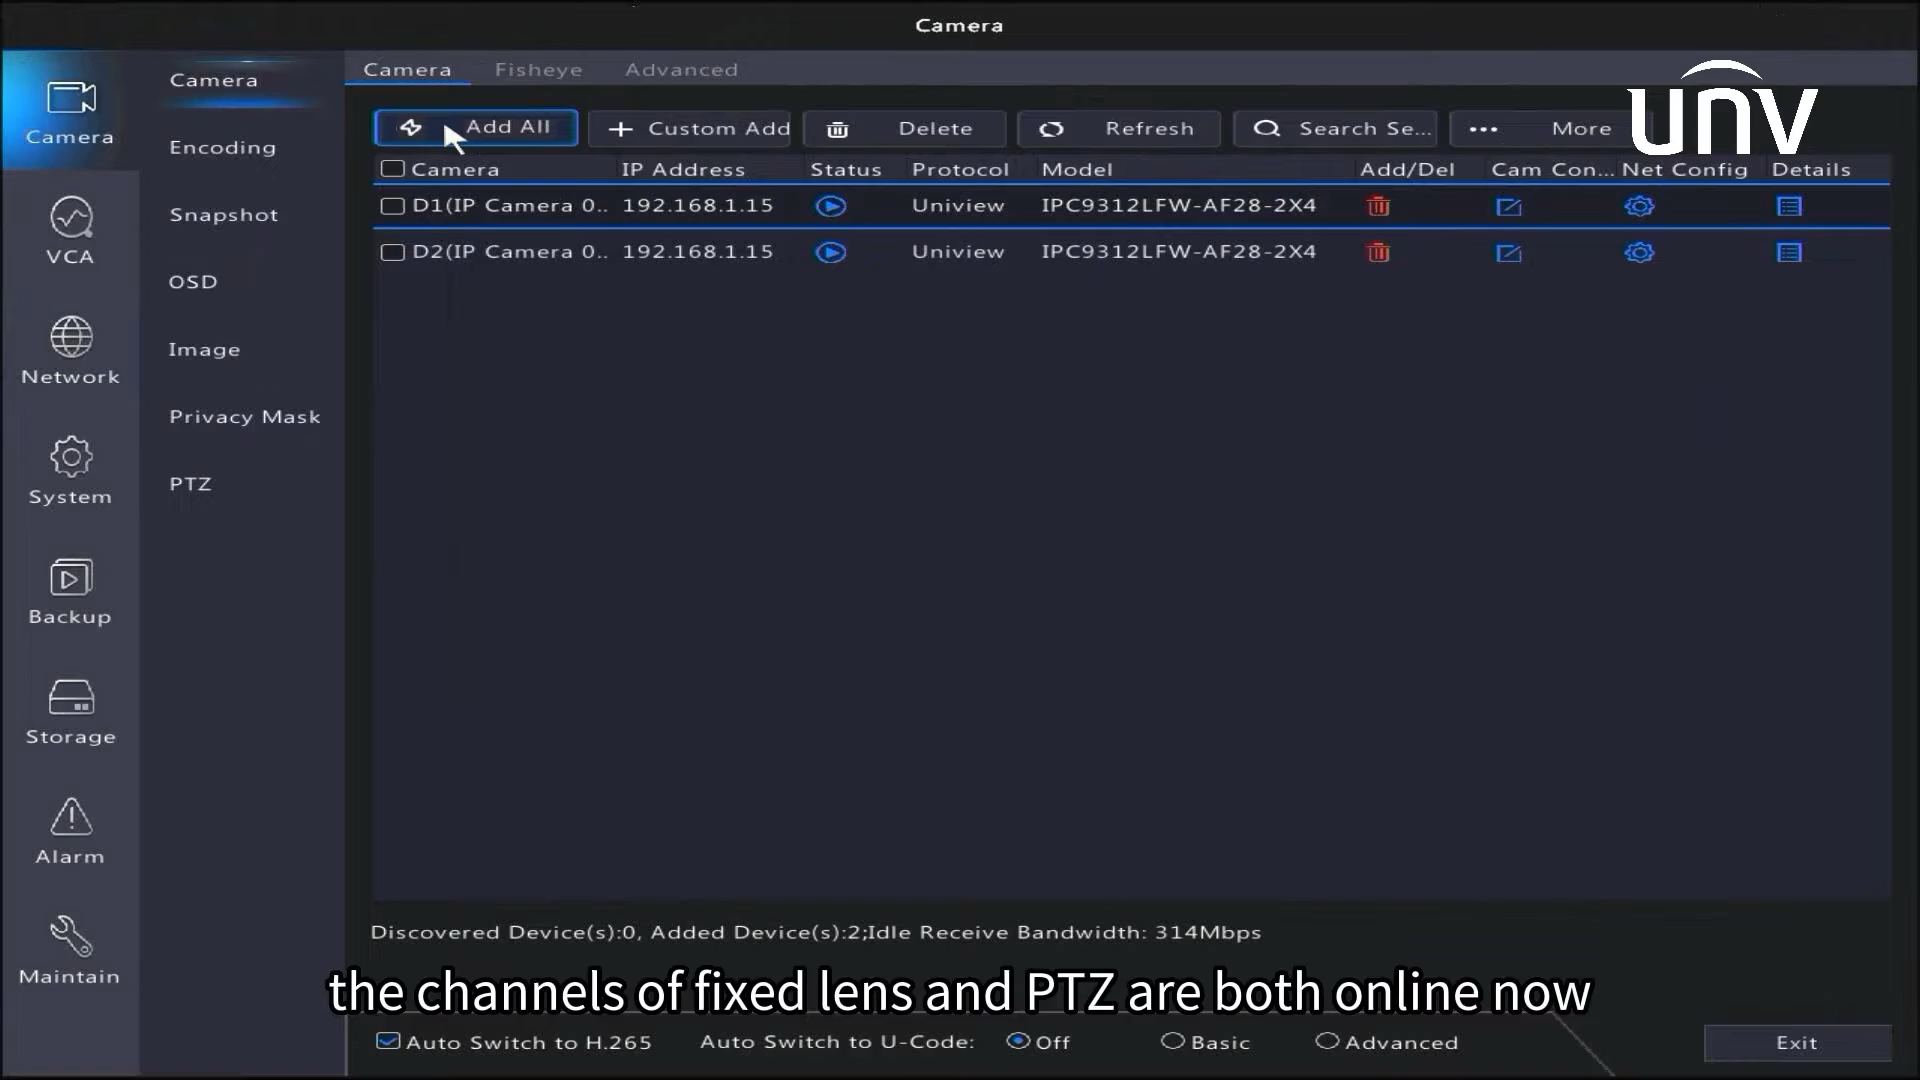 Camera
Camera
VCA
Network
System
Backup
Storage
Alarm
Maintain
Camera
Encoding
Snapshot
OSD
Image
Privacy Mask
PTZ
Camera Fisheye Advanced
unv
Add All Custom Add Delete Refresh Search Se... More
Camera IP Address Status Protocol Model Add/Del Cam Con... Net Config Details
D1(IP Camera 0.. 192.168.1.15 Uniview IPC9312LFW-AF28-2X4
D2(IP Camera 0.. 192.168.1.15 Uniview IPC9312LFW-AF28-2X4
Discovered Device(s):0, Added Device(s):2;Idle Receive Bandwidth: 314Mbps
the channels of fixed lens and PTZ are both online now
Auto Switch to H.265 Auto Switch to U-Code: Off Basic Advanced Exit